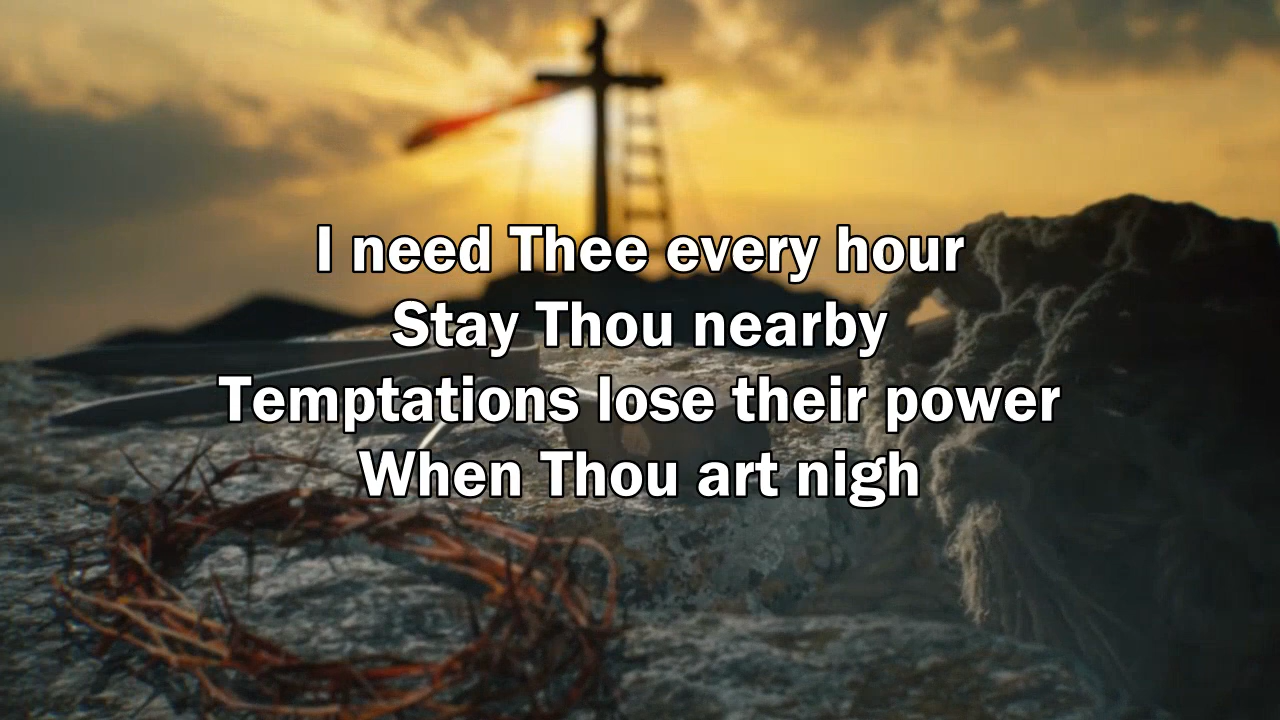 I need Thee every hour
Stay Thou nearby
Temptations lose their power
When Thou art nigh